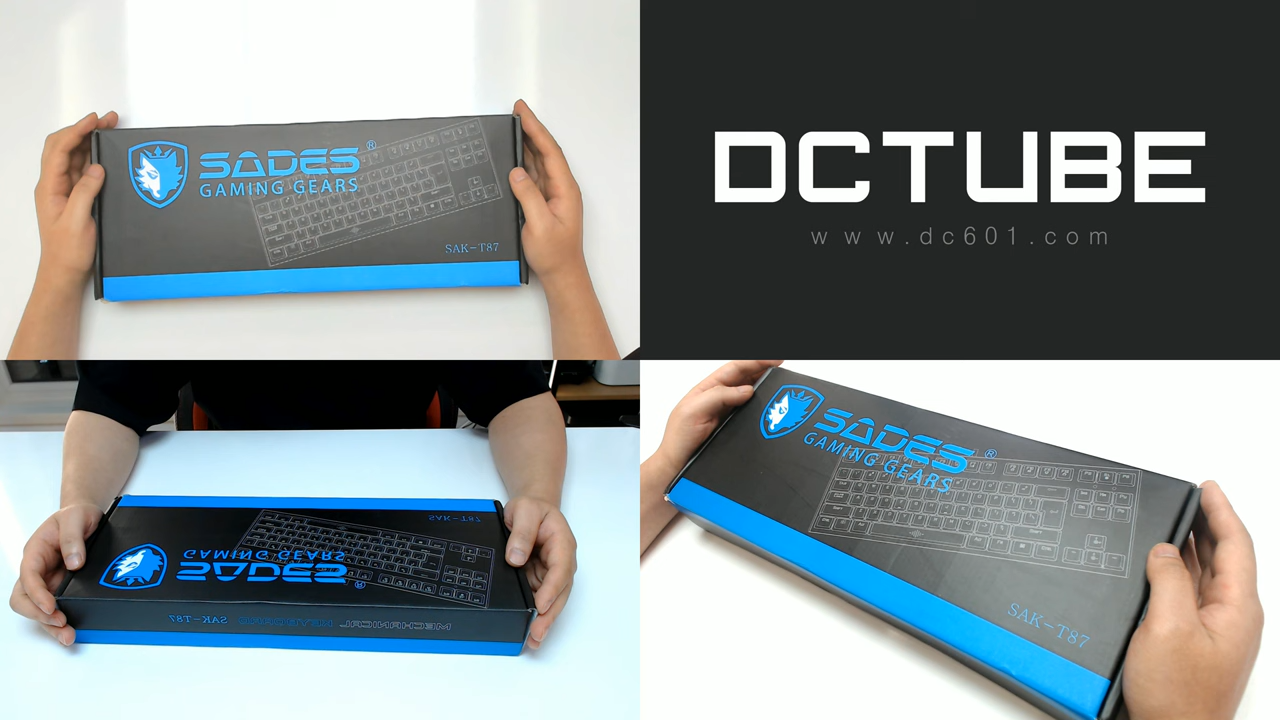 SADES®
GAMING GEARS
SAK-T87
DCTUBE
www.dc601.com
SAK-T87
GAMING GEARS
SADES®
SAK-T87 KEYBOARD MECHANICAL
SADES®
GAMING GEARS
SAK-T87